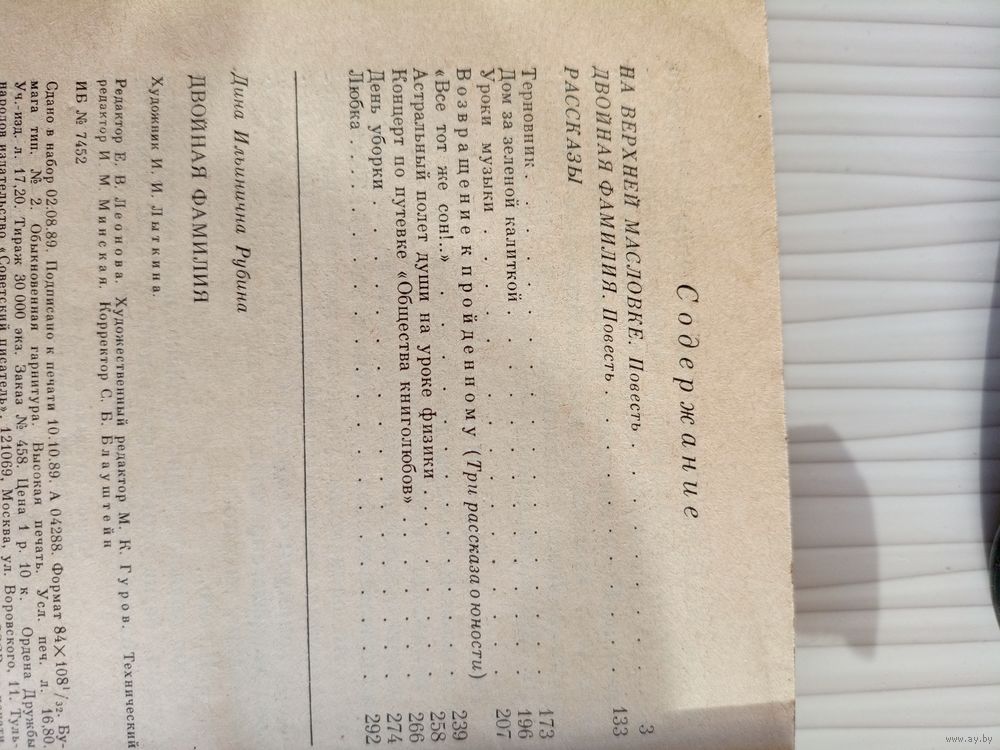 Содержание
НА ВЕРХНЕЙ МАСЛОВКЕ. Повесть . . . . . . 3
ДВОЙНАЯ ФАМИЛИЯ. Повесть . . . . . . . 133
РАССКАЗЫ
Терновник . . . . . . . . . . . . 173
Дом за зеленой калиткой . . . . . . . . 196
Уроки музыки . . . . . . . . . . . 207
Возвращение к пройденному (Три рассказа о юности)
«Все тот же сон!..» . . . . . . . . . . 239
Астральный полет души на уроке физики . . . . . 258
Концерт по путевке «Общества книголюбов» . . . . 266
День уборки . . . . . . . . . . . 274
Любка . . . . . . . . . . . . . 292
Дина Ильинична Рубина
ДВОЙНАЯ ФАМИЛИЯ
Художник И. И. Лыткина.
Редактор Е. В. Леонова. Художественный редактор М. К. Гуров. Технический
редактор И. М. Минская. Корректор С. Б. Блауштейн
ИБ № 7452
Сдано в набор 02.08.89. Подписано к печати 10.10.89. А 04288. Формат 84×108¹/₃₂. Бу-
мага тип. № 2. Обыкновенная гарнитура. Высокая печать. Усл. печ. л. 16,80.
Уч.-изд. л. 17,20. Тираж 30 000 экз. Заказ № 458. Цена 1 р. 10 к. Ордена Дружбы
народов издательство «Советский писатель», 121069, Москва, ул. Воровского, 11. Туль-
www.ay.by